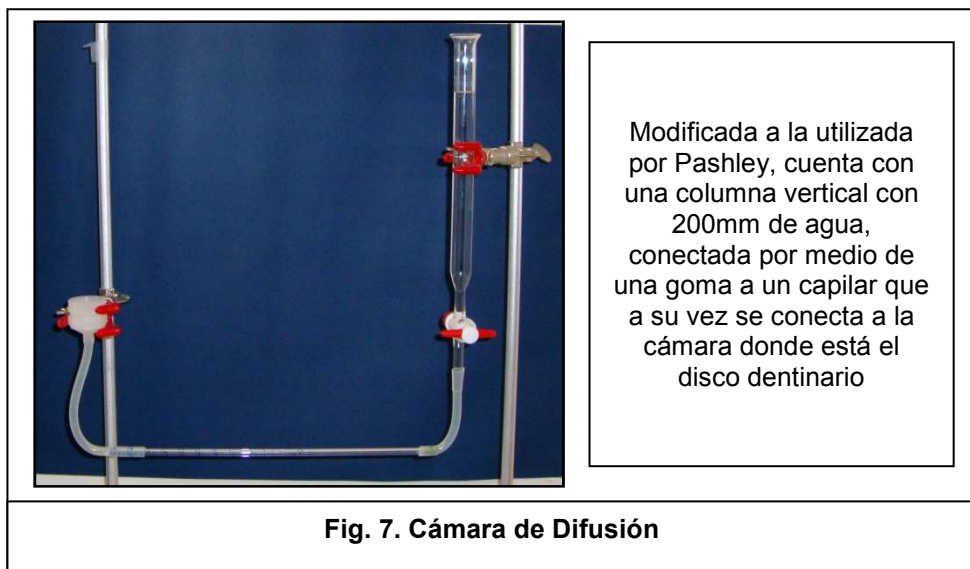 Modificada a la utilizada
por Pashley, cuenta con
una columna vertical con
200mm de agua,
conectada por medio de
una goma a un capilar que
a su vez se conecta a la
cámara donde está el
disco dentinario
Fig. 7. Cámara de Difusión